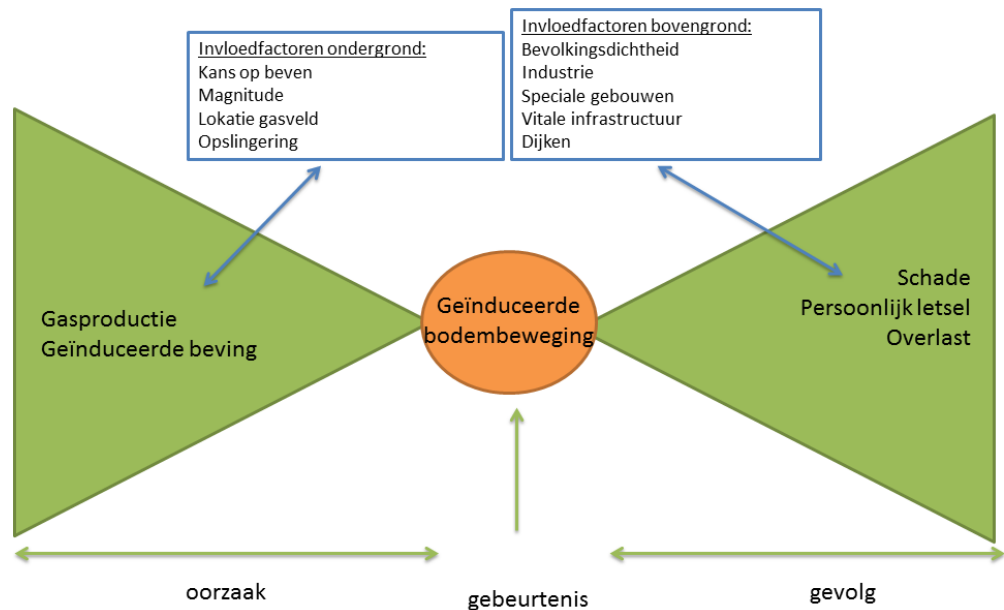 Invloedfactoren ondergrond:
Kans op beven
Magnitude
Lokatie gasveld
Opslingering
Invloedfactoren bovengrond:
Bevolkingsdichtheid
Industrie
Speciale gebouwen
Vitale infrastructuur
Dijken
Gasproductie
Geïnduceerde beving
Geïnduceerde
bodembeweging
Schade
Persoonlijk letsel
Overlast
oorzaak
gebeurtenis
gevolg